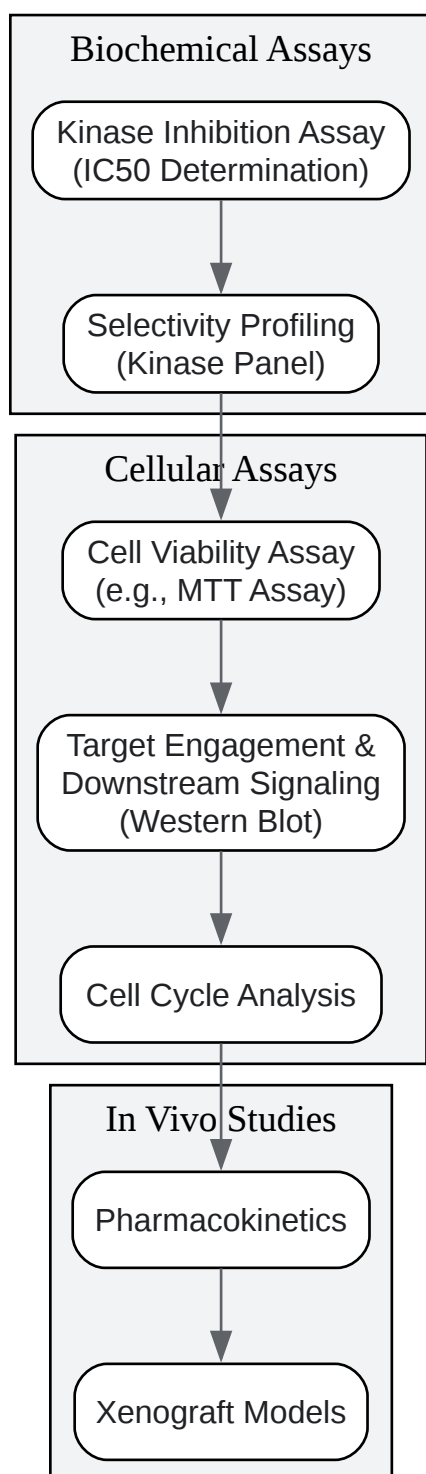 Biochemical Assays
Kinase Inhibition Assay
(IC50 Determination)
Selectivity Profiling
(Kinase Panel)
Cellular Assays
Cell Viability Assay
(e.g., MTT Assay)
Target Engagement &
Downstream Signaling
(Western Blot)
Cell Cycle Analysis
In Vivo Studies
Pharmacokinetics
Xenograft Models